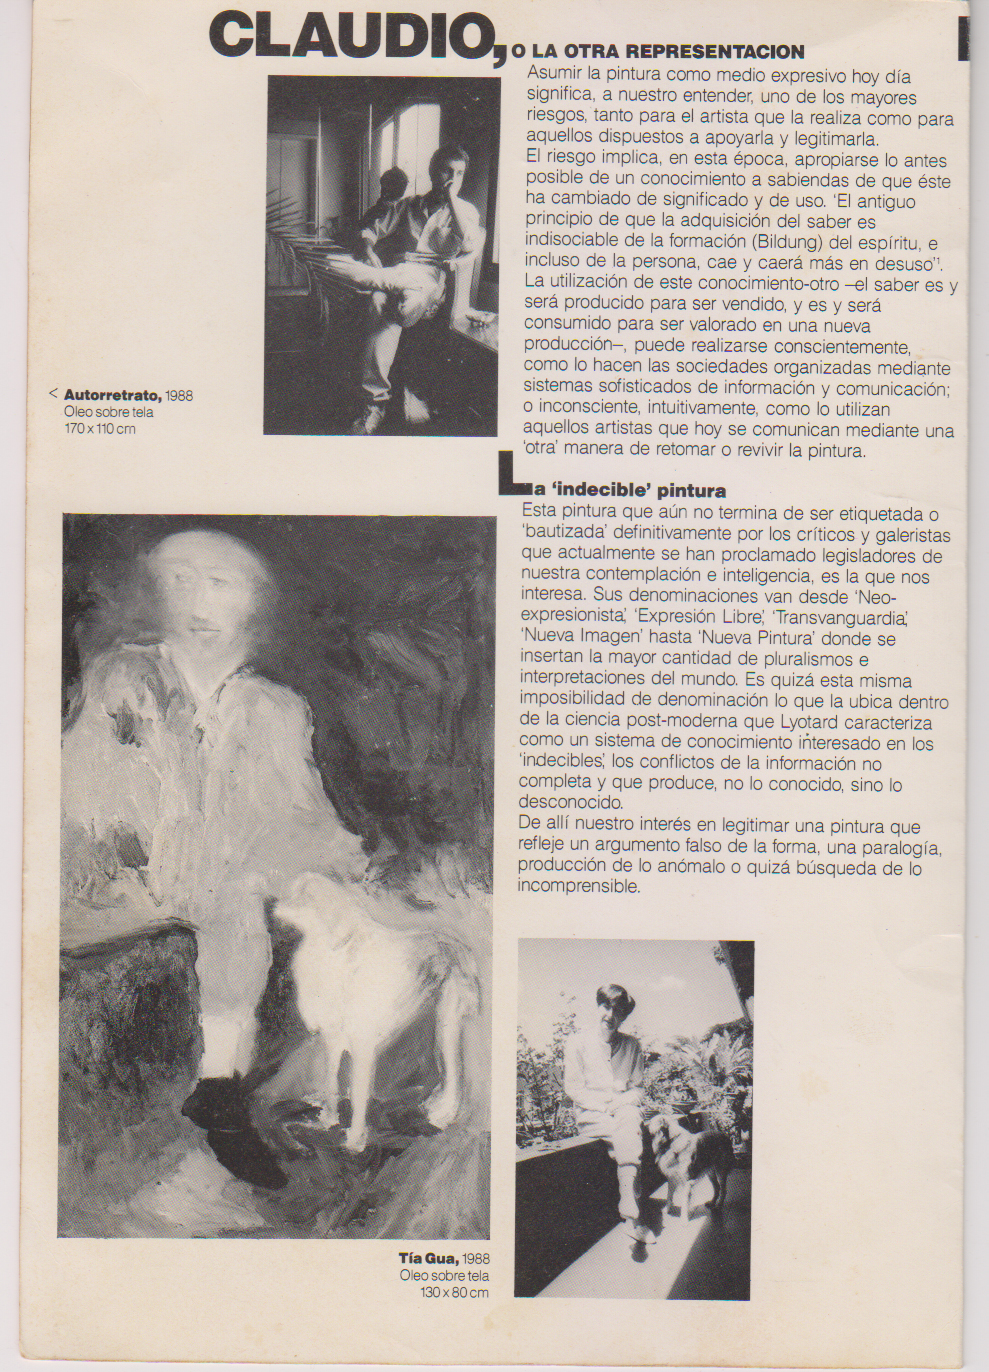 CLAUDIO, O LA OTRA REPRESENTACION
Asumir la pintura como medio expresivo hoy día
significa, a nuestro entender, uno de los mayores
riesgos, tanto para el artista que la realiza como para
aquellos dispuestos a apoyarla y legitimarla.
El riesgo implica, en esta época, apropiarse lo antes
posible de un conocimiento a sabiendas de que éste
ha cambiado de significado y de uso. 'El antiguo
principio de que la adquisición del saber es
indisociable de la formación (Bildung) del espíritu, e
incluso de la persona, cae y caerá más en desuso'¹.
La utilización de este conocimiento-otro —el saber es y
será producido para ser vendido, y es y será
consumido para ser valorado en una nueva
producción—, puede realizarse conscientemente,
como lo hacen las sociedades organizadas mediante
sistemas sofisticados de información y comunicación;
o inconsciente, intuitivamente, como lo utilizan
aquellos artistas que hoy se comunican mediante una
'otra' manera de retomar o revivir la pintura.
< Autorretrato, 1988
Oleo sobre tela
170 x 110 cm
La 'indecible' pintura
Esta pintura que aún no termina de ser etiquetada o
'bautizada' definitivamente por los críticos y galeristas
que actualmente se han proclamado legisladores de
nuestra contemplación e inteligencia, es la que nos
interesa. Sus denominaciones van desde 'Neo-
expresionista', 'Expresión Libre', 'Transvanguardia',
'Nueva Imagen' hasta 'Nueva Pintura' donde se
insertan la mayor cantidad de pluralismos e
interpretaciones del mundo. Es quizá esta misma
imposibilidad de denominación lo que la ubica dentro
de la ciencia post-moderna que Lyotard caracteriza
como un sistema de conocimiento interesado en los
'indecibles', los conflictos de la información no
completa y que produce, no lo conocido, sino lo
desconocido.
De allí nuestro interés en legitimar una pintura que
refleje un argumento falso de la forma, una paralogía,
producción de lo anómalo o quizá búsqueda de lo
incomprensible.
Tía Gua, 1988
Oleo sobre tela
130 x 80 cm